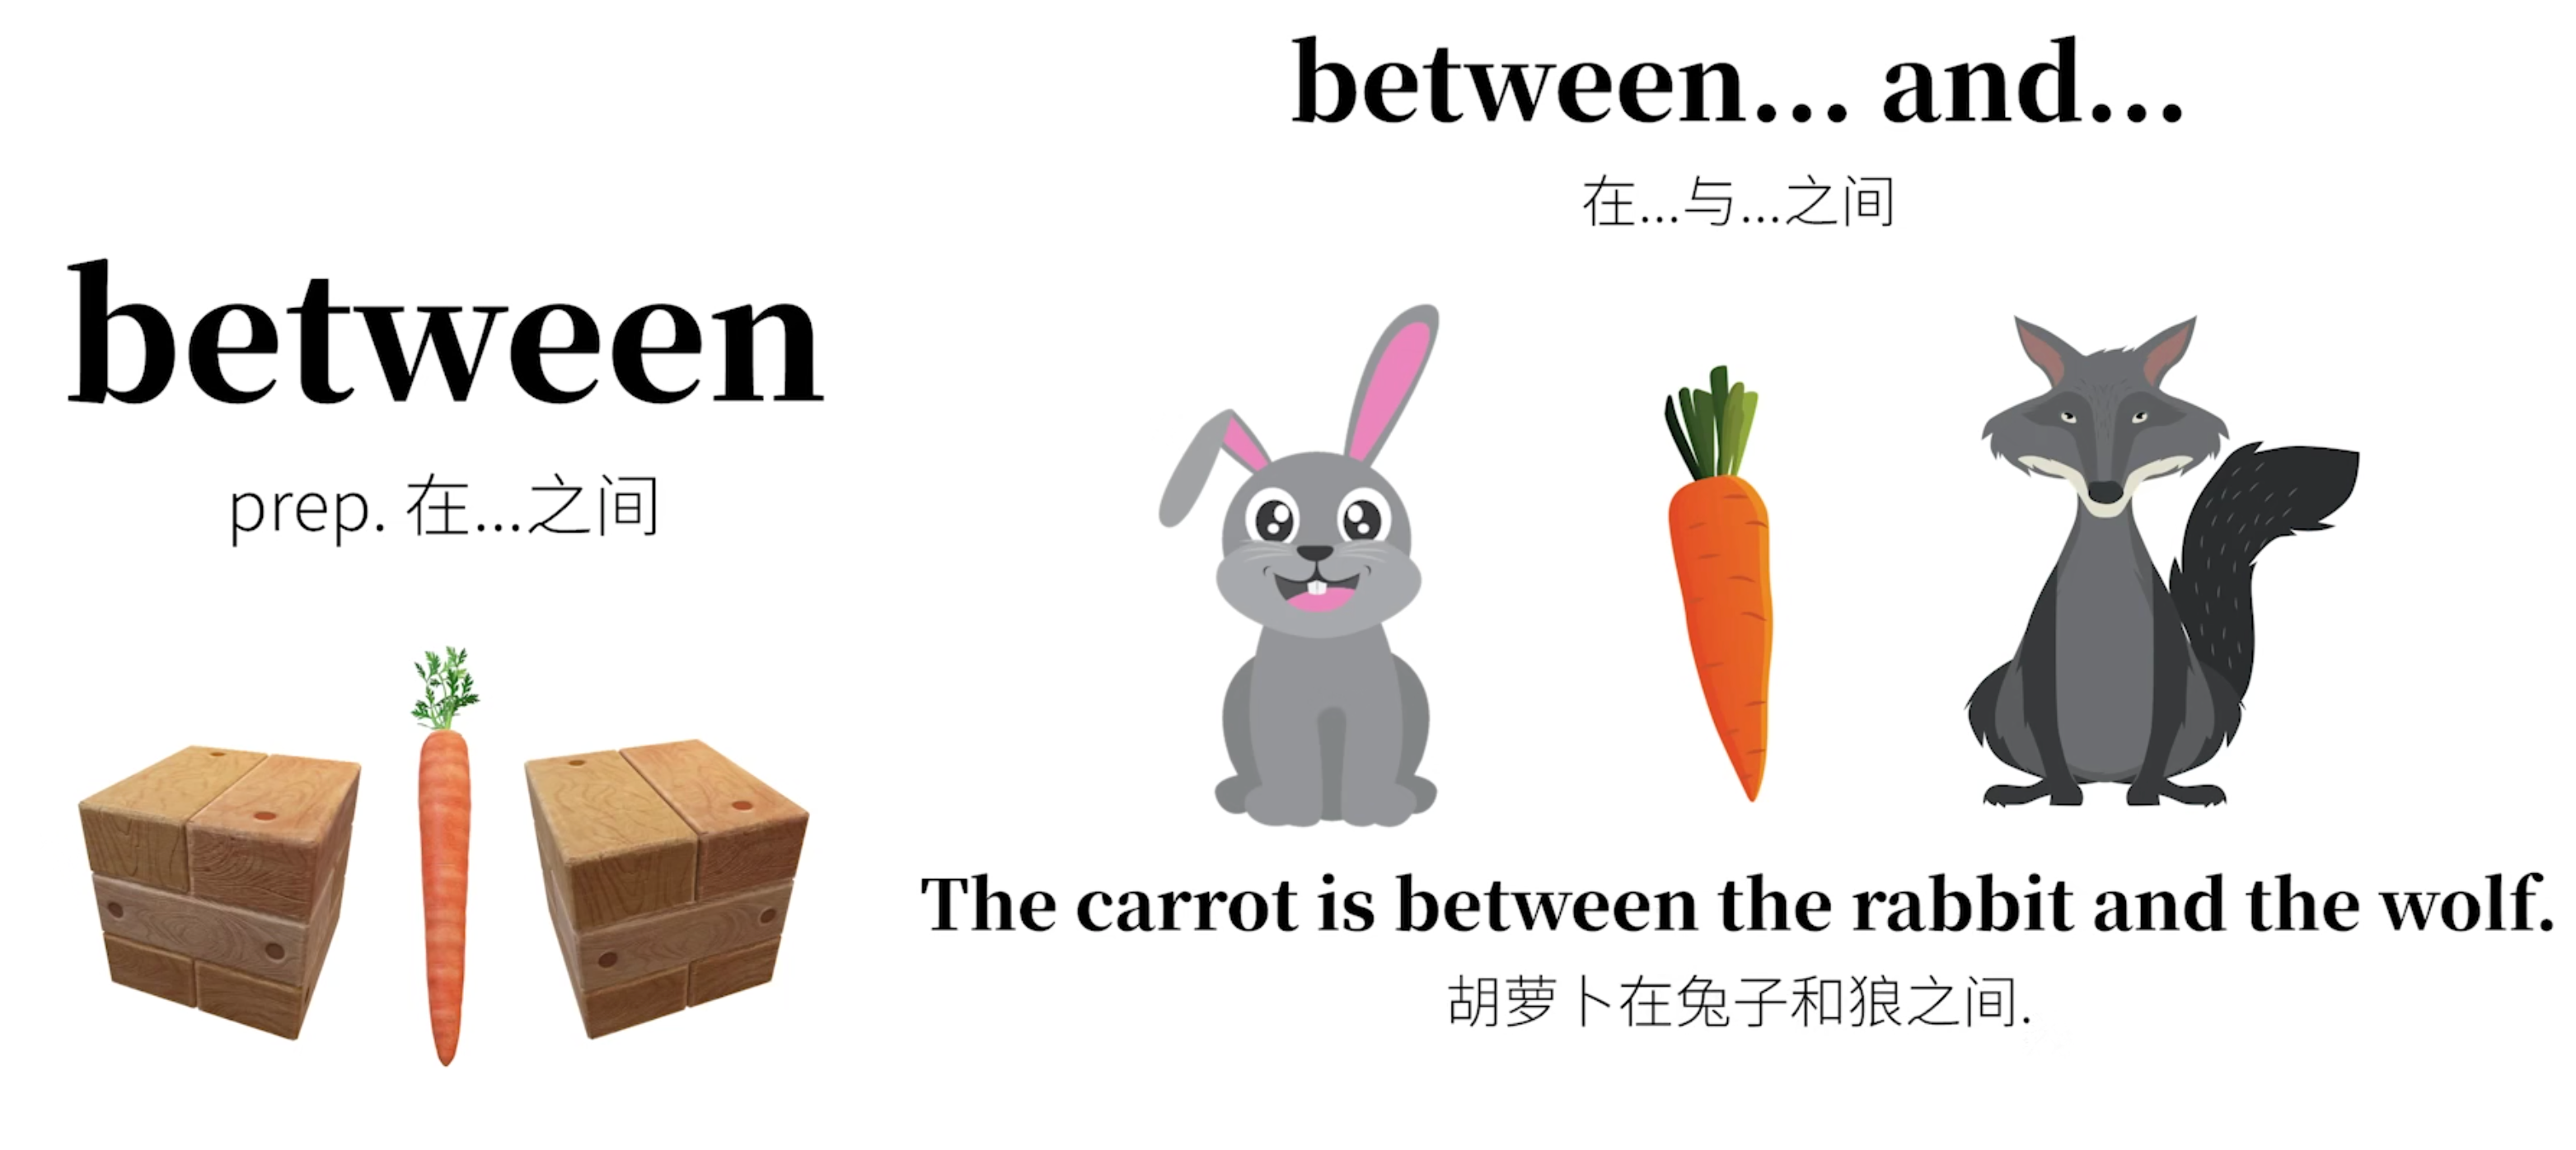 between
prep. 在...之间
between... and...
在...与...之间
The carrot is between the rabbit and the wolf.
胡萝卜在兔子和狼之间.